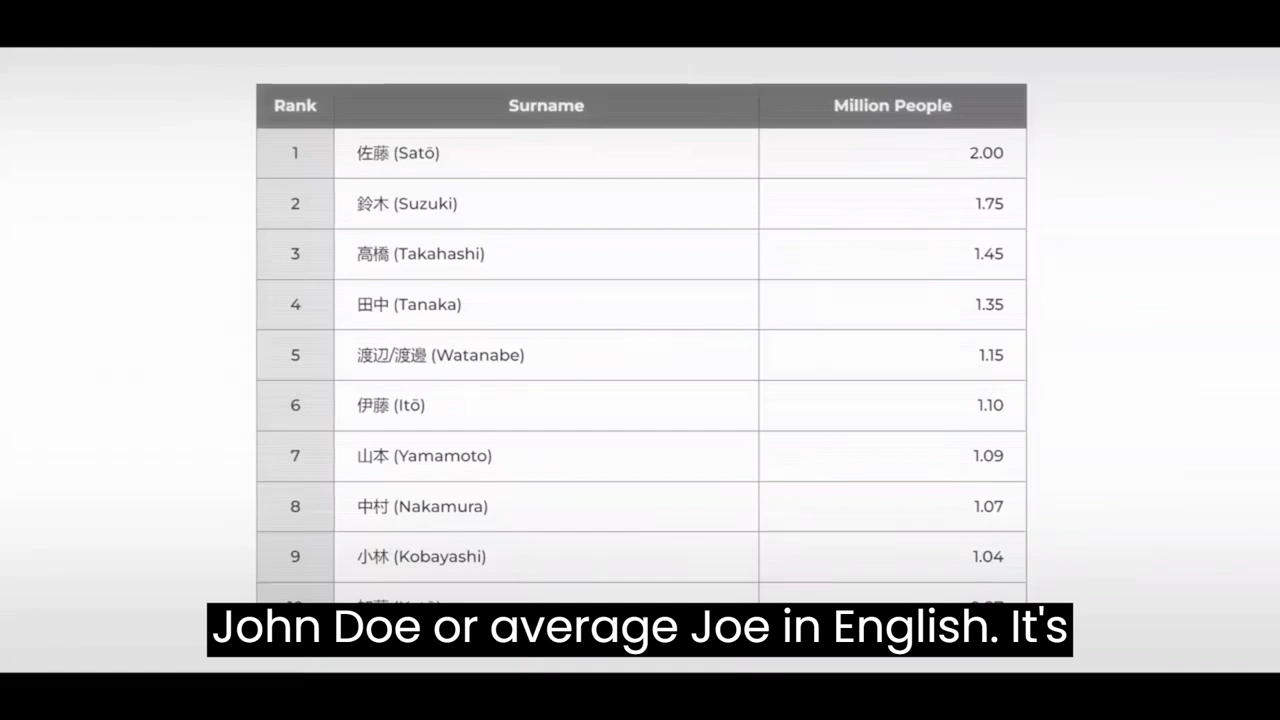 Rank Surname Million People
1 佐藤 (Satō) 2.00
2 鈴木 (Suzuki) 1.75
3 高橋 (Takahashi) 1.45
4 田中 (Tanaka) 1.35
5 渡辺/渡邊 (Watanabe) 1.15
6 伊藤 (Itō) 1.10
7 山本 (Yamamoto) 1.09
8 中村 (Nakamura) 1.07
9 小林 (Kobayashi) 1.04
John Doe or average Joe in English. It's